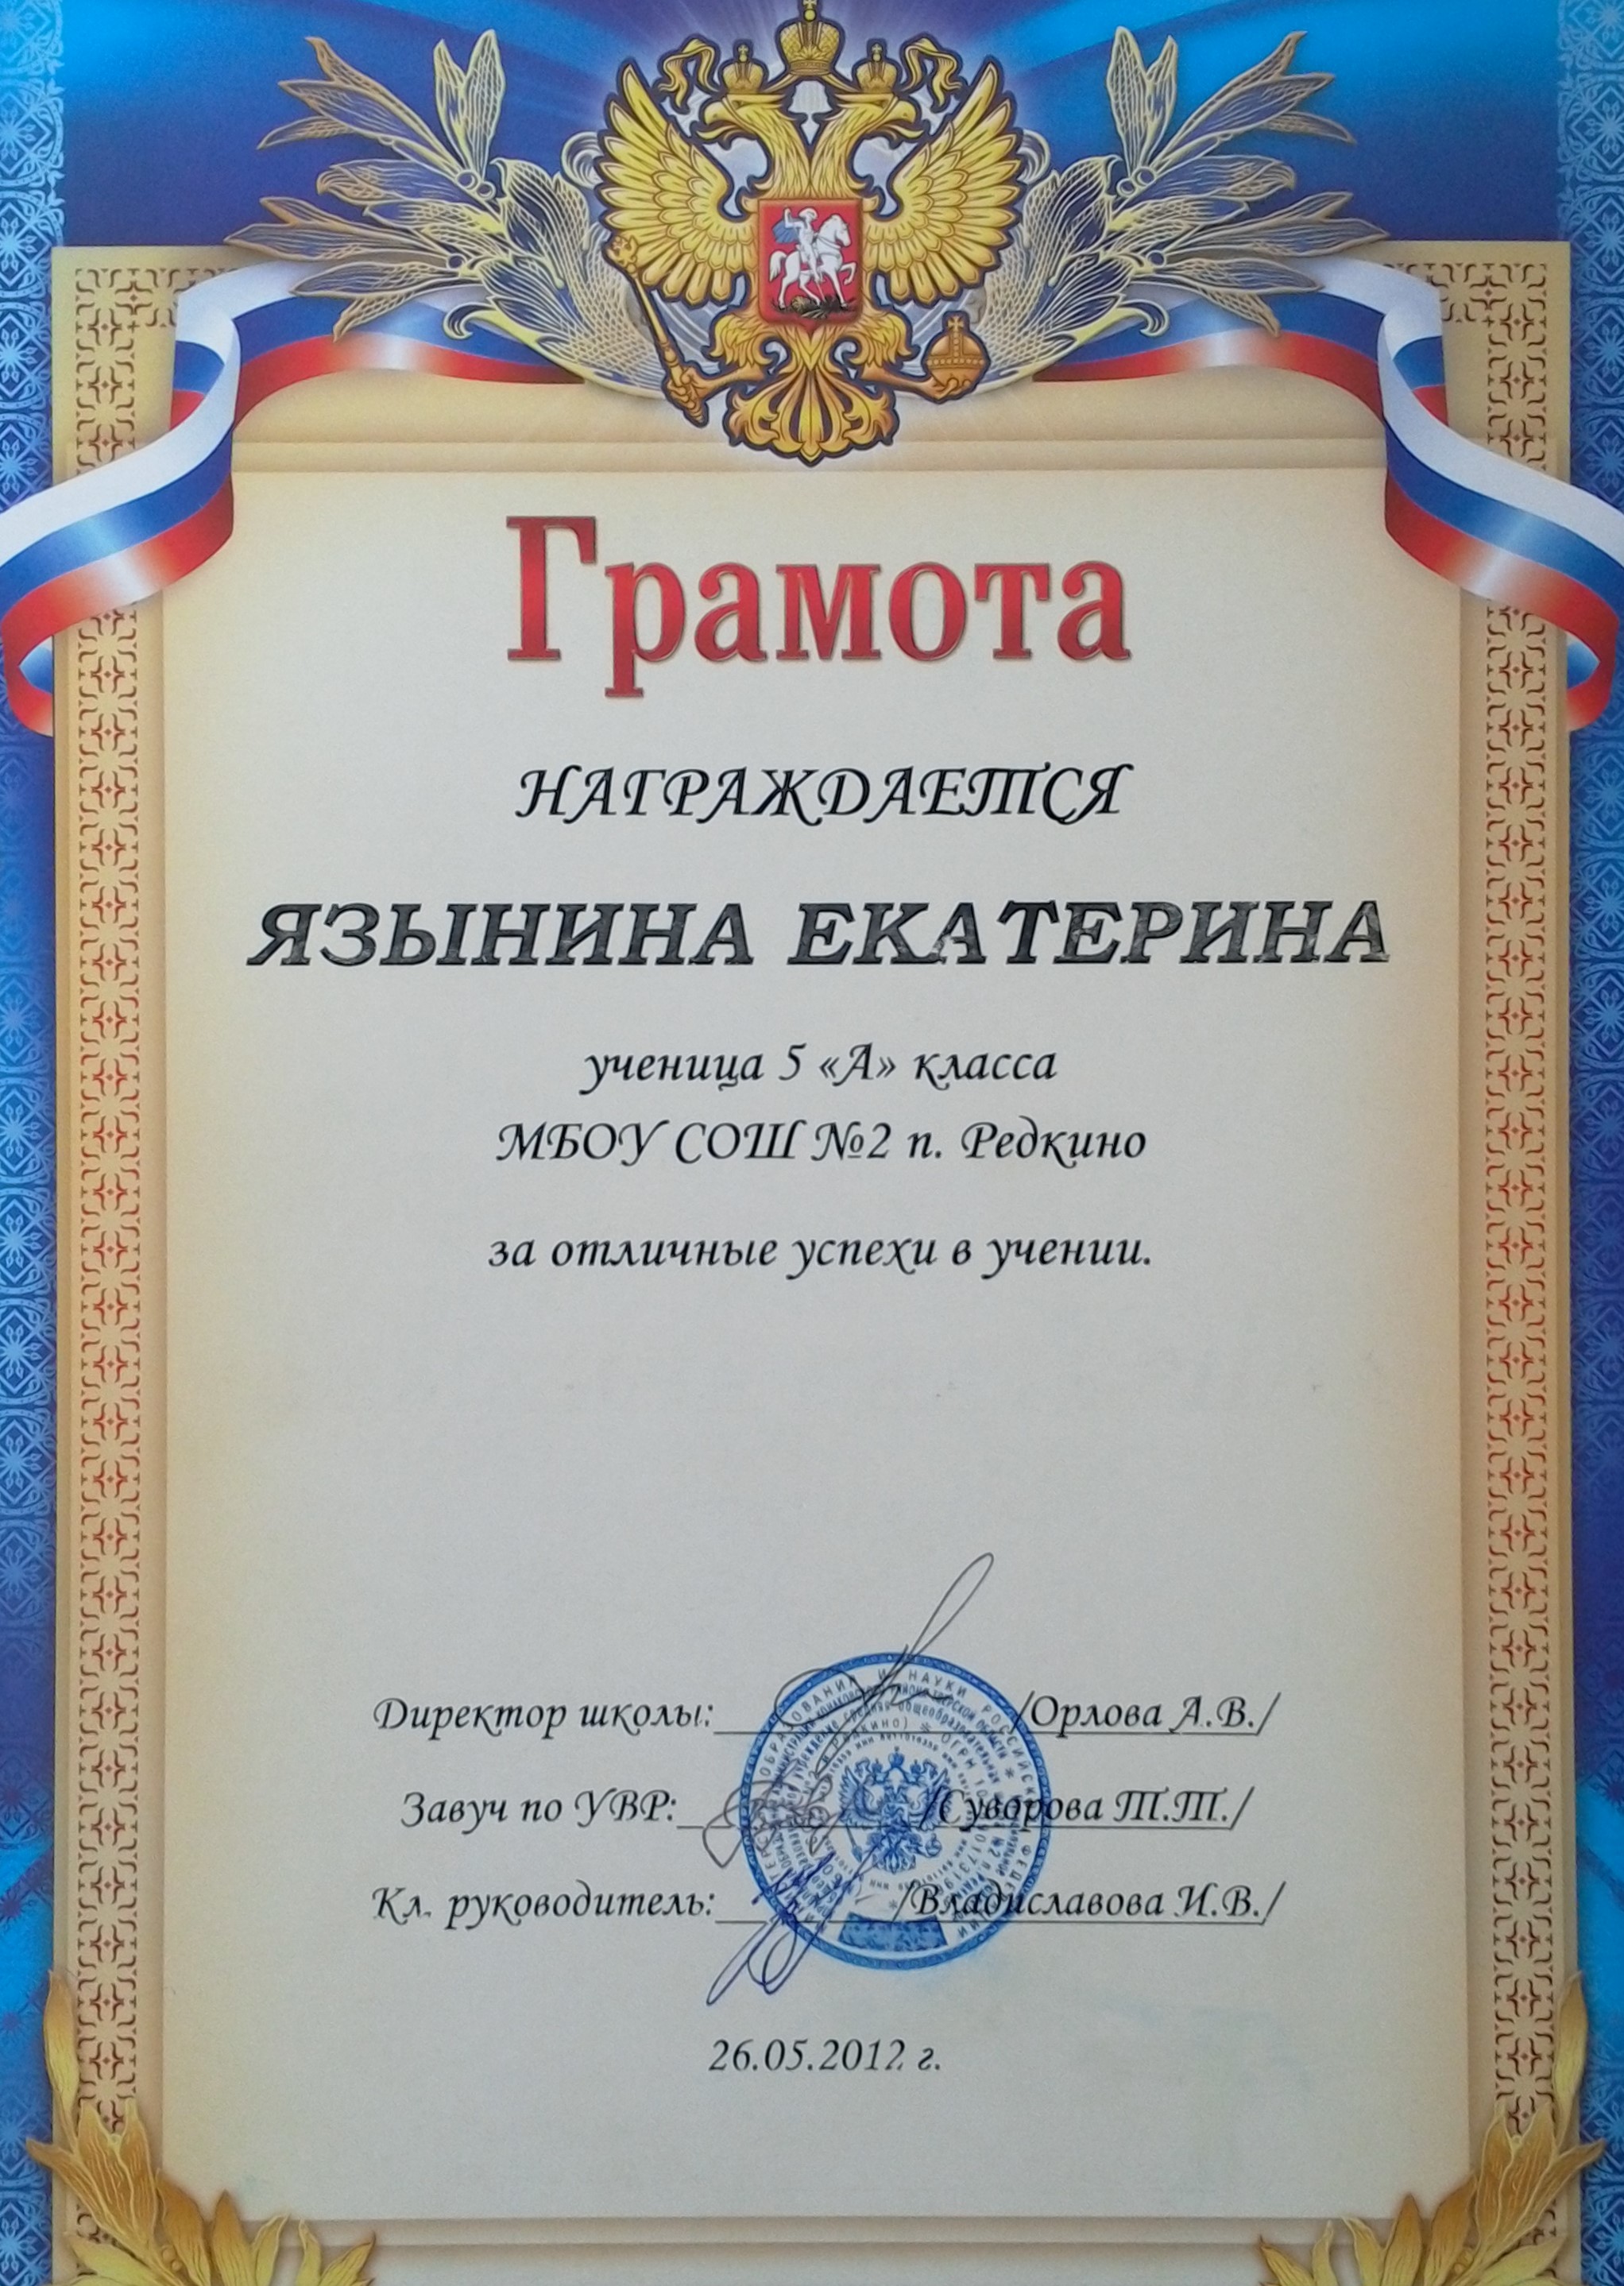 Грамота
НАГРАЖДАЕТСЯ
ЯЗЫНИНА ЕКАТЕРИНА
ученица 5 «А» класса
МБОУ СОШ №2 п. Редкино
за отличные успехи в учении.
Директор школы: /Орлова А.В./
Завуч по УВР: /Суворова Т.Т./
Кл. руководитель: /Владиславова И.В./
26.05.2012 г.